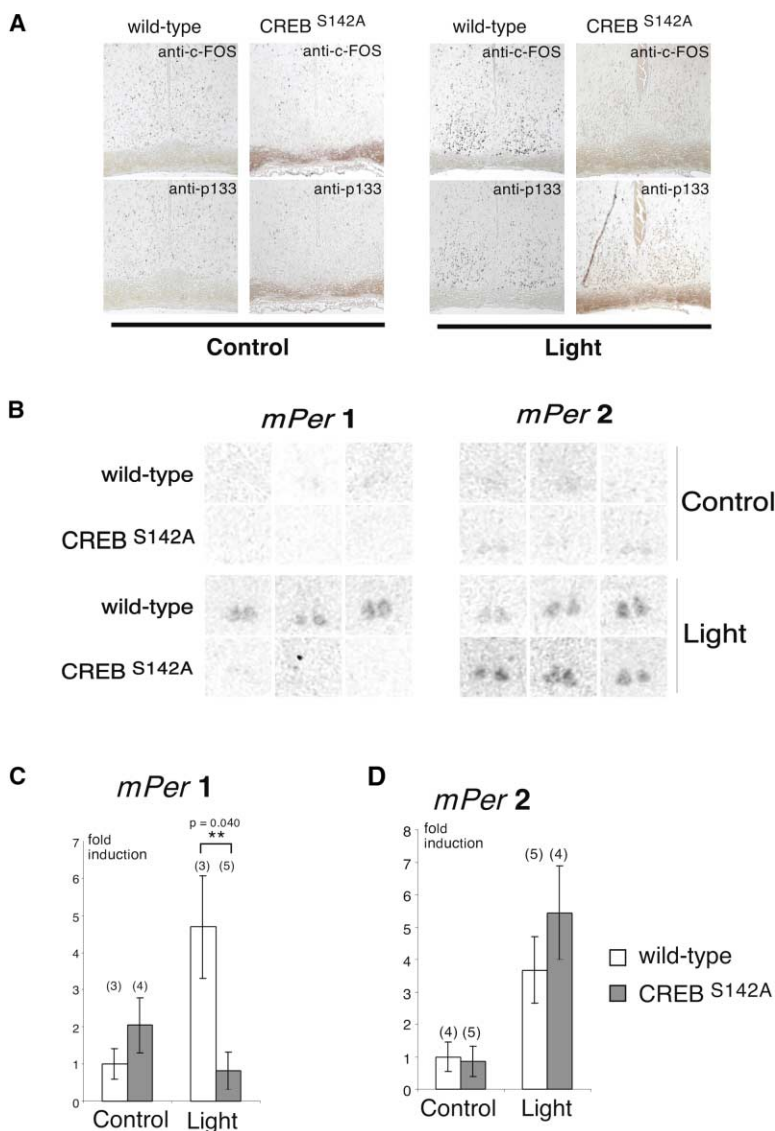 A
wild-type CREB S142A wild-type CREB S142A
anti-c-FOS anti-c-FOS anti-c-FOS anti-c-FOS
anti-p133 anti-p133 anti-p133 anti-p133
Control Light
B
mPer 1 mPer 2
wild-type
CREB S142A
Control
wild-type
CREB S142A
Light
C
mPer 1
fold
induction
p = 0.040
**
(3) (4) (3) (5)
7
6
5
4
3
2
1
0
Control Light
D
mPer 2
fold
induction
(4) (5) (5) (4)
8
7
6
5
4
3
2
1
0
Control Light
wild-type
CREB S142A